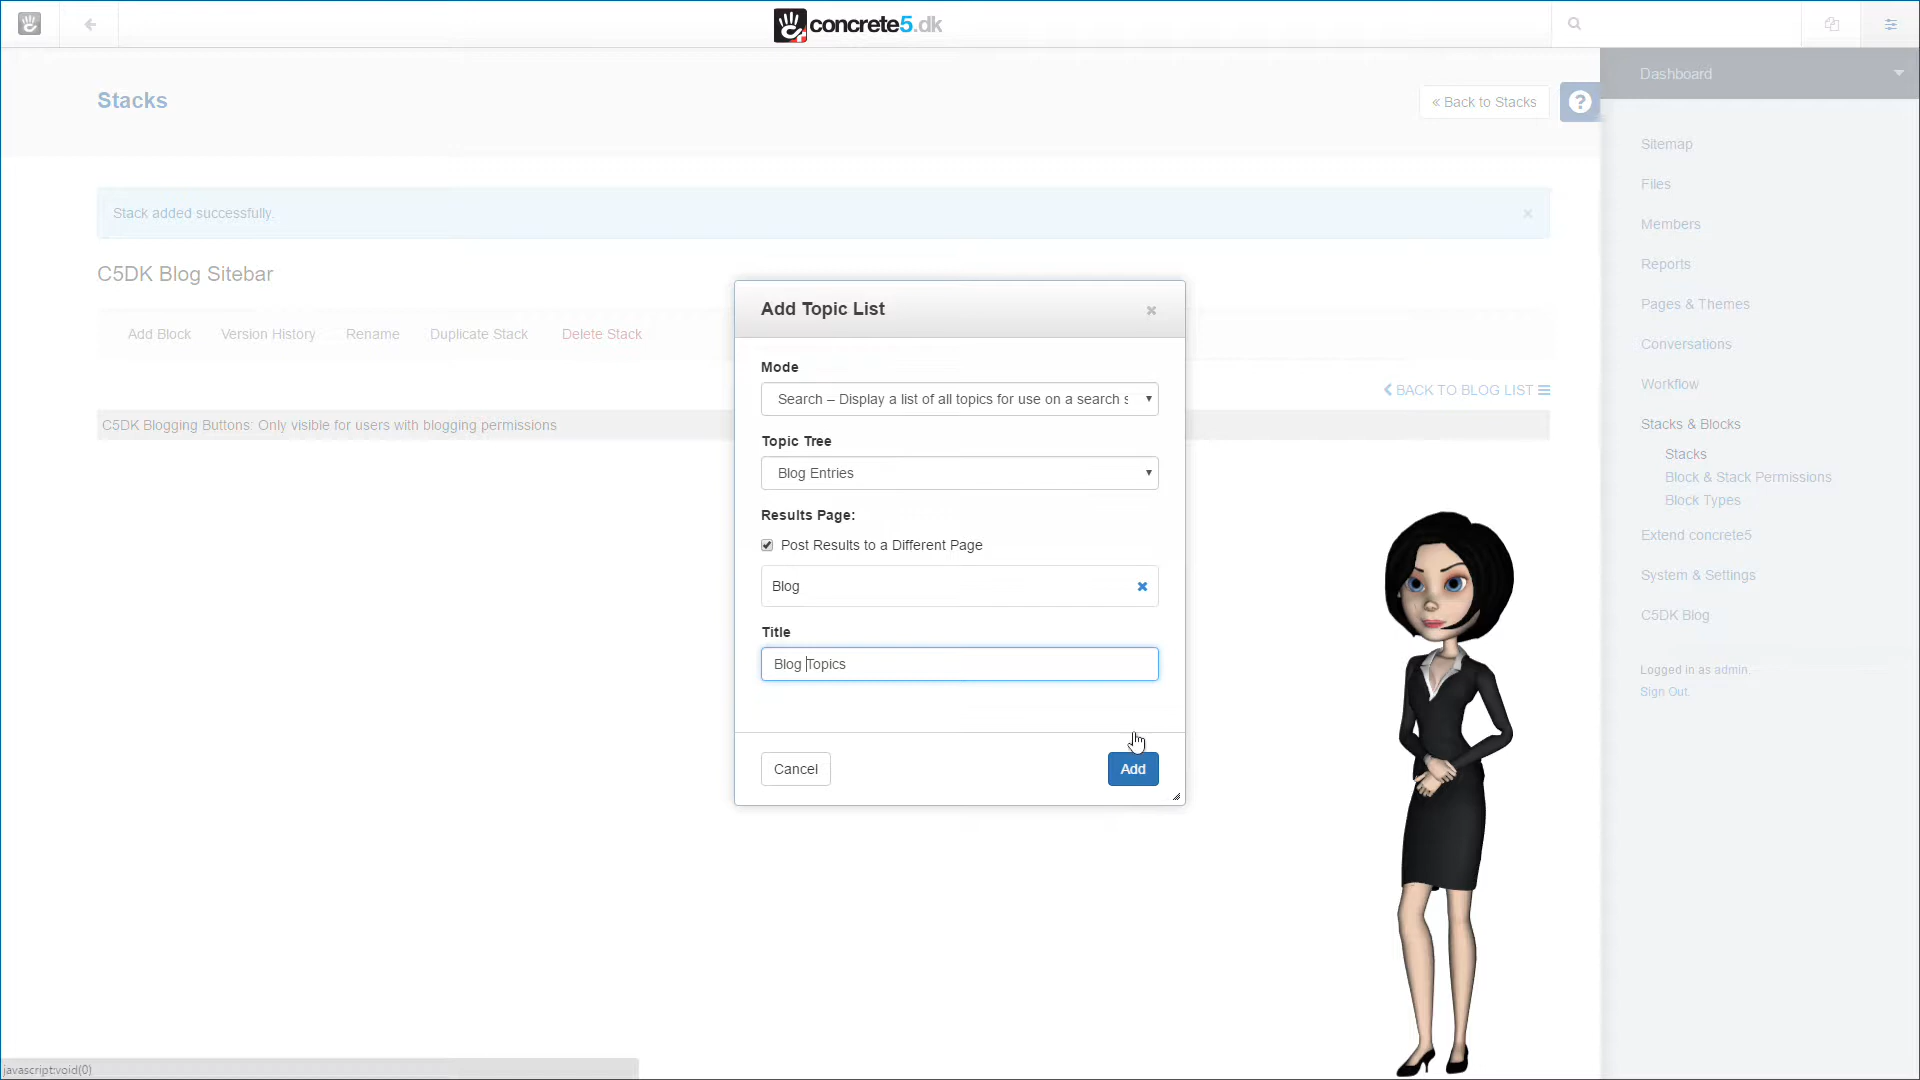 concrete5.dk
Dashboard
Stacks
« Back to Stacks
?
Sitemap
Files
Stack added successfully.
×
Members
C5DK Blog Sitebar
Reports
Add Topic List
×
Pages & Themes
Add Block Version History Rename Duplicate Stack Delete Stack
Conversations
Mode
Search – Display a list of all topics for use on a search s
BACK TO BLOG LIST
Workflow
C5DK Blogging Buttons: Only visible for users with blogging permissions
Stacks & Blocks
Topic Tree
Stacks
Blog Entries
Block & Stack Permissions
Block Types
Results Page:
Extend concrete5
Post Results to a Different Page
System & Settings
Blog
C5DK Blog
Title
Blog Topics
Logged in as admin.
Sign Out.
Cancel
Add
javascript:void(0)